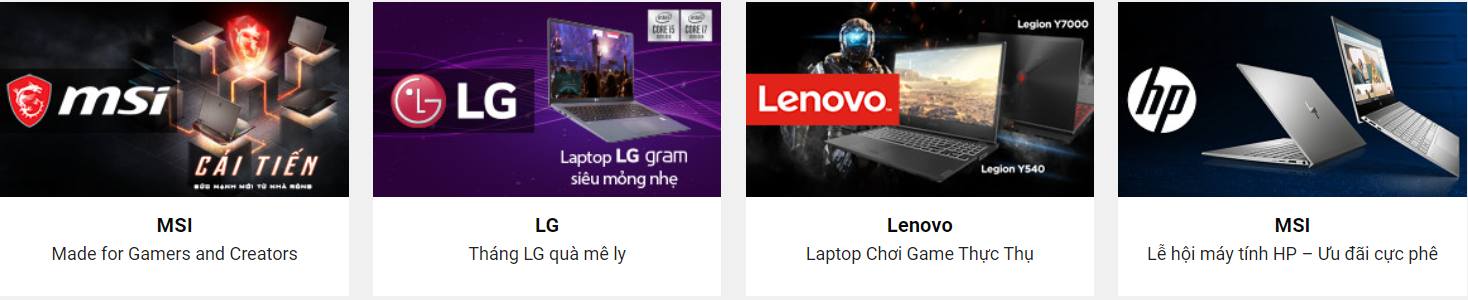 msi
CẢI TIẾN
SỨC MẠNH MỚI TỪ NHÀ RỒNG
MSI
Made for Gamers and Creators
intel
CORE i5
intel
CORE i7
LG
Laptop LG gram
siêu mỏng nhẹ
LG
Tháng LG quà mê ly
Legion Y7000
Lenovo
Legion Y540
Lenovo
Laptop Chơi Game Thực Thụ
hp
MSI
Lễ hội máy tính HP – Ưu đãi cực phê